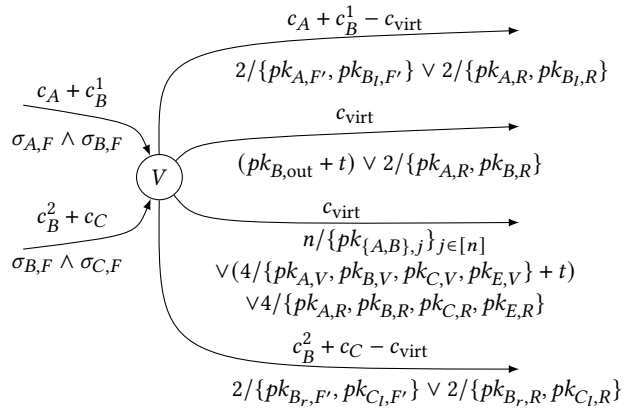 c_A + c_B^1 − c_virt
2/{pk_{A,F′}, pk_{B_l,F′}} ∨ 2/{pk_{A,R}, pk_{B_l,R}}
c_A + c_B^1
σ_{A,F} ∧ σ_{B,F}
c_virt
(pk_{B,out} + t) ∨ 2/{pk_{A,R}, pk_{B,R}}
V
c_B^2 + c_C
σ_{B,F} ∧ σ_{C,F}
c_virt
n/{pk_{{A,B},j}}_{j∈[n]}
∨(4/{pk_{A,V}, pk_{B,V}, pk_{C,V}, pk_{E,V}} + t)
∨4/{pk_{A,R}, pk_{B,R}, pk_{C,R}, pk_{E,R}}
c_B^2 + c_C − c_virt
2/{pk_{B_r,F′}, pk_{C_l,F′}} ∨ 2/{pk_{B_r,R}, pk_{C_l,R}}